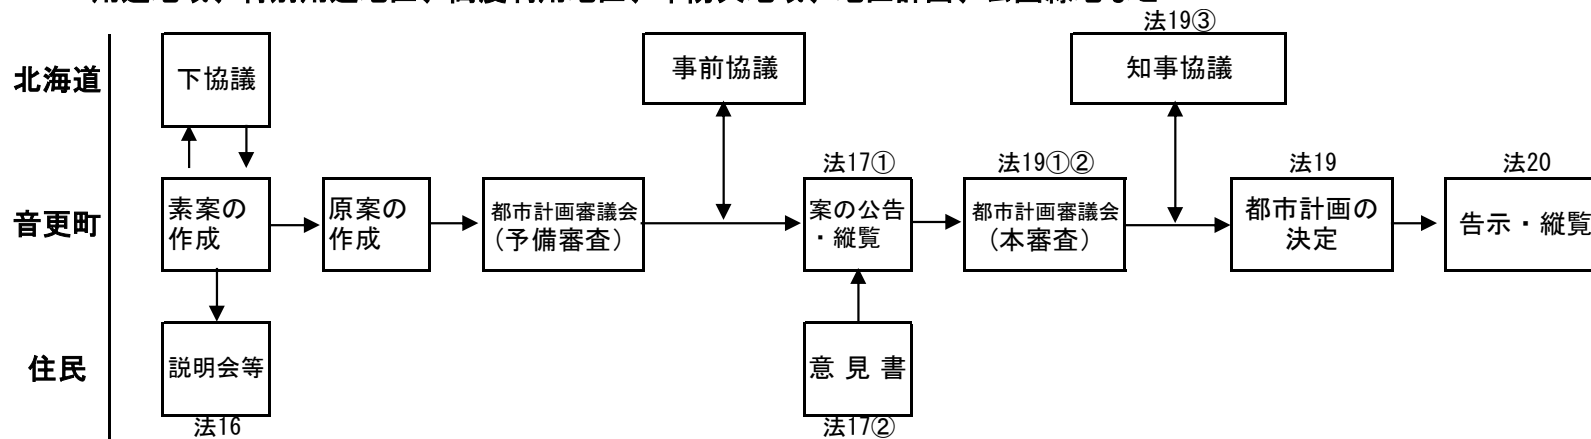 法19③
北海道
下協議
事前協議
知事協議
法17①
法19①②
法19
法20
音更町
素案の
作成
原案の
作成
都市計画審議会
(予備審査)
案の公告
・縦覧
都市計画審議会
(本審査)
都市計画の
決定
告示・縦覧
住民
説明会等
意見書
法16
法17②